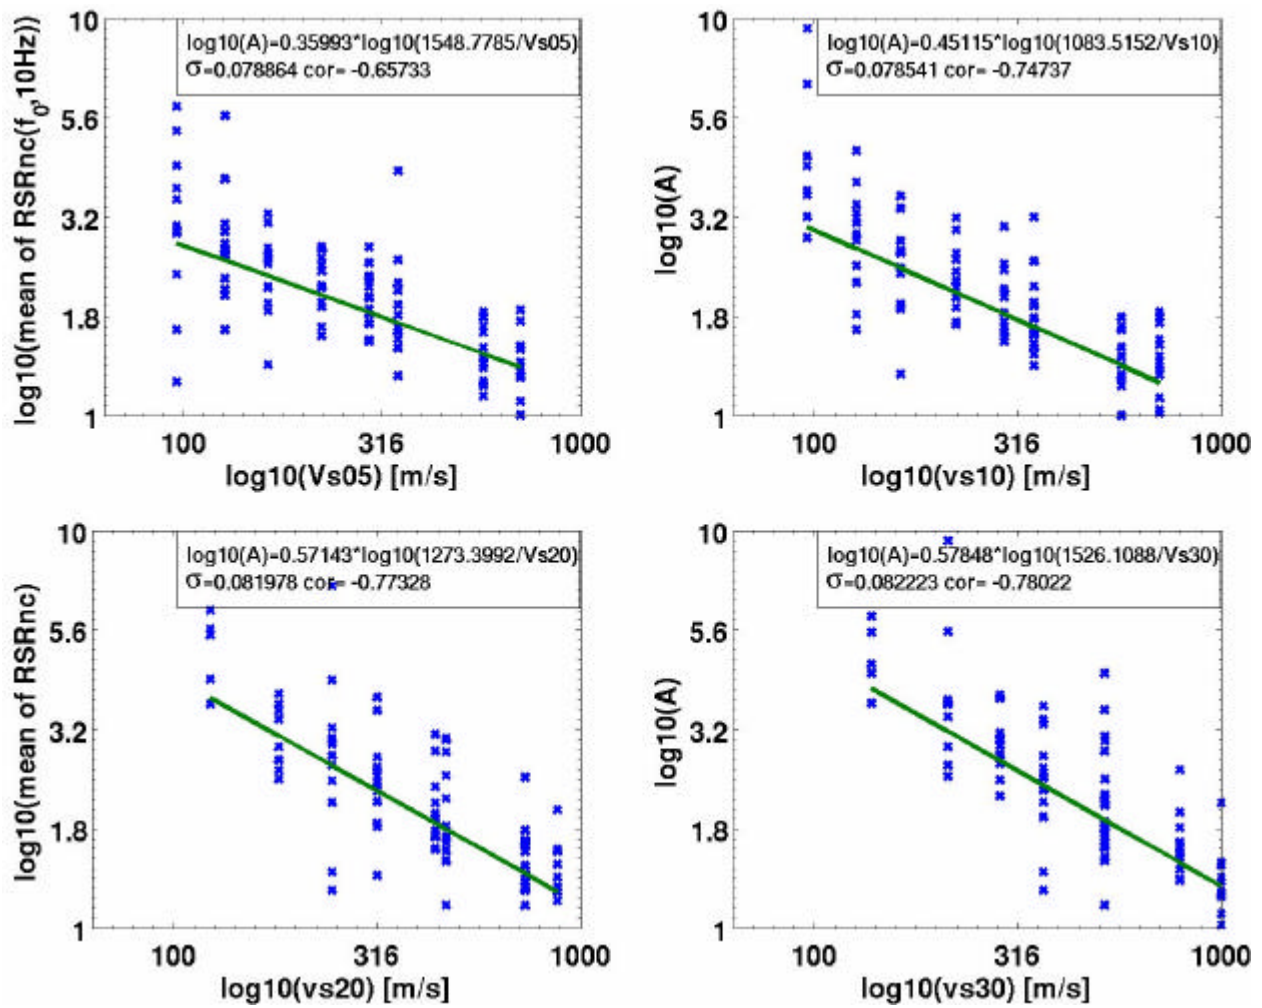 log10(mean of RSRnc(f_0,10Hz))
10
5.6
3.2
1.8
1
log10(A)=0.35993*log10(1548.7785/Vs05)
σ=0.078864 cor= -0.65733
100 316 1000
log10(Vs05) [m/s]
log10(A)
10
5.6
3.2
1.8
1
log10(A)=0.45115*log10(1083.5152/Vs10)
σ=0.078541 cor= -0.74737
100 316 1000
log10(vs10) [m/s]
log10(mean of RSRnc)
10
5.6
3.2
1.8
1
log10(A)=0.57143*log10(1273.3992/Vs20)
σ=0.081978 cor= -0.77328
100 316 1000
log10(vs20) [m/s]
log10(A)
10
5.6
3.2
1.8
1
log10(A)=0.57848*log10(1526.1088/Vs30)
σ=0.082223 cor= -0.78022
100 316 1000
log10(vs30) [m/s]